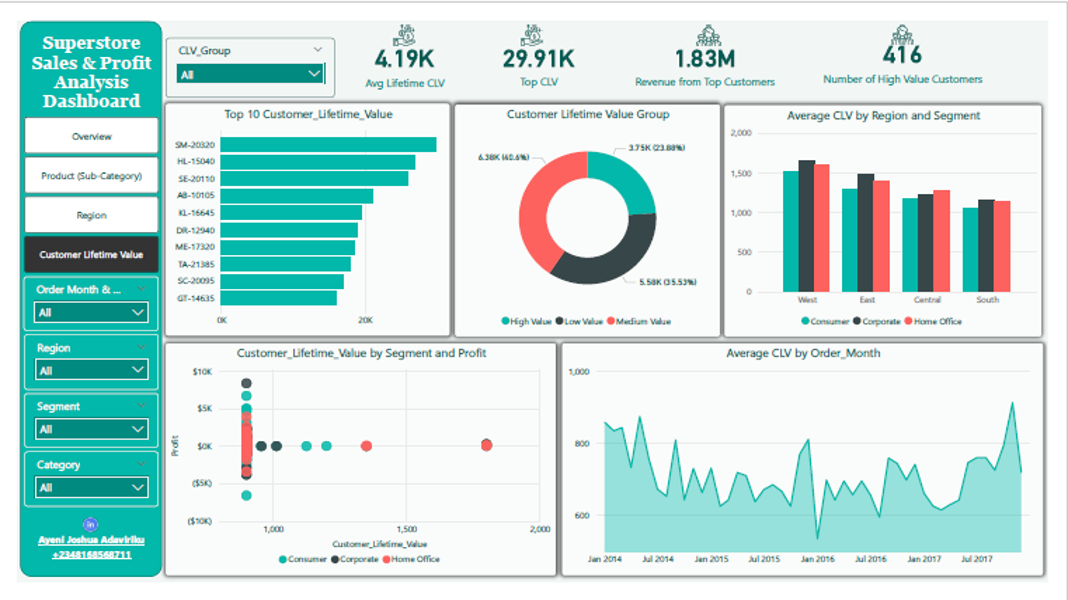 Superstore
Sales & Profit
Analysis
Dashboard
Overview
Product (Sub-Category)
Region
Customer Lifetime Value
Order Month & ...
All
Region
All
Segment
All
Category
All
in
Ayeni Joshua Adaviriku
+2348168568711
CLV_Group
All
4.19K
Avg Lifetime CLV
29.91K
Top CLV
1.83M
Revenue from Top Customers
416
Number of High Value Customers
Top 10 Customer_Lifetime_Value
SM-20320
HL-15040
SE-20110
AB-10105
KL-16645
DR-12940
ME-17320
TA-21385
SC-20095
GT-14635
0K
20K
Customer Lifetime Value Group
3.75K (23.88%)
6.38K (40.6%)
5.58K (35.53%)
High Value
Low Value
Medium Value
Average CLV by Region and Segment
2,000
1,500
1,000
500
0
West
East
Central
South
Consumer
Corporate
Home Office
Customer_Lifetime_Value by Segment and Profit
$10K
$5K
$0K
($5K)
($10K)
Profit
1,000
1,500
2,000
Customer_Lifetime_Value
Consumer
Corporate
Home Office
Average CLV by Order_Month
1,000
800
600
Jan 2014
Jul 2014
Jan 2015
Jul 2015
Jan 2016
Jul 2016
Jan 2017
Jul 2017